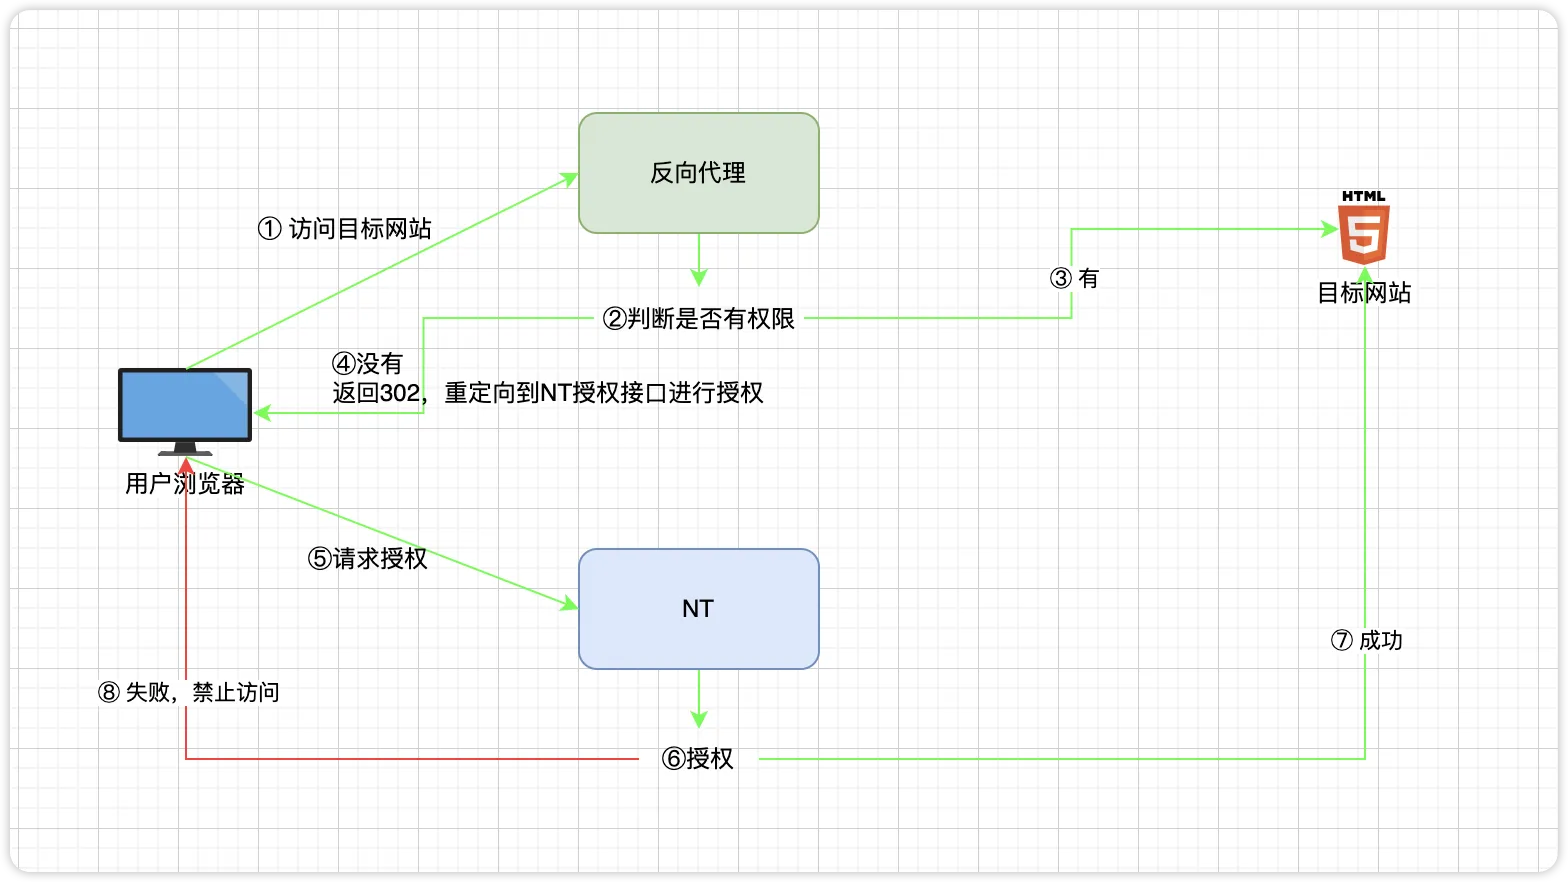 反向代理
HTML
① 访问目标网站
③ 有
目标网站
②判断是否有权限
④没有
返回302，重定向到NT授权接口进行授权
用户浏览器
⑤请求授权
NT
⑦ 成功
⑧ 失败，禁止访问
⑥授权